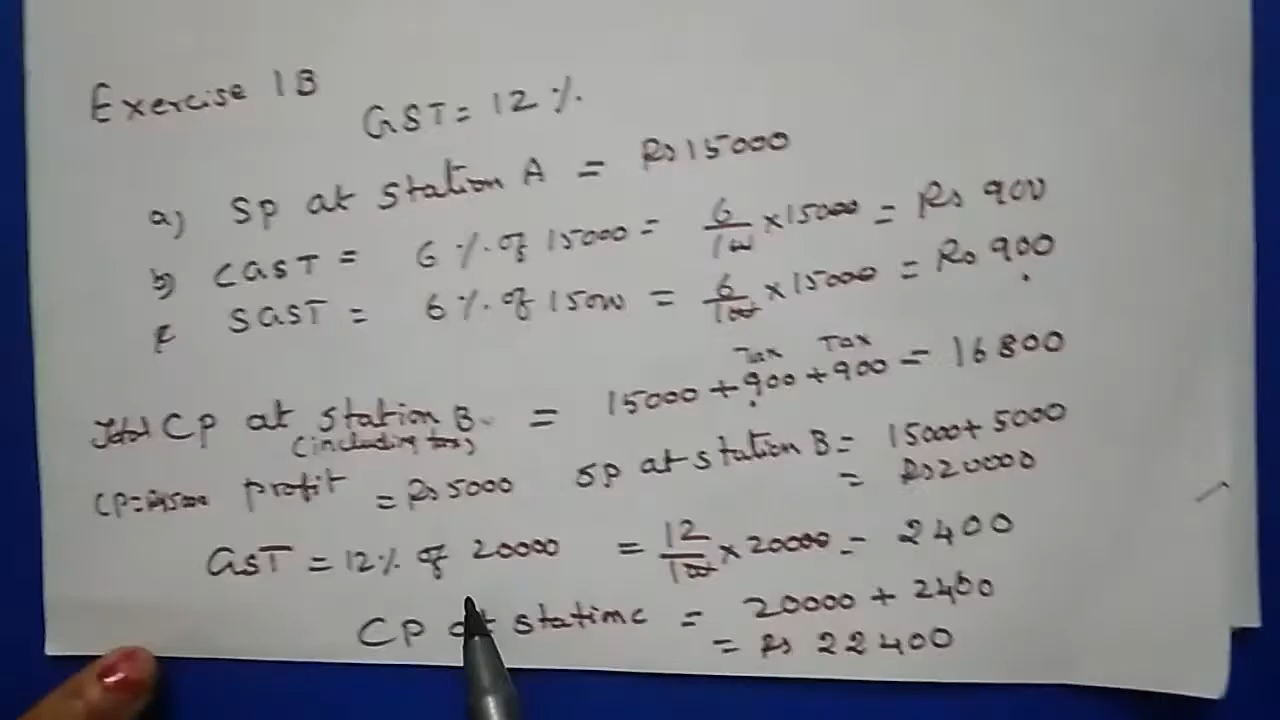 Exercise 1B
GST = 12 %.
a) SP at station A = Rs 15000
b) CGST = 6 %. of 15000 = 6/100 × 15000 = Rs 900
SGST = 6 %. of 1500 = 6/100 × 15000 = Rs 900
Tax Tax
Total CP at station B = 15000 + 900 + 900 = 16800
(including tax)
CP = Rs 15000 profit = Rs 5000 SP at station B = 15000 + 5000
= Rs 20000
GST = 12 % of 20000 = 12/100 × 20000 = 2400
CP at station C = 20000 + 2400
= Rs 22400